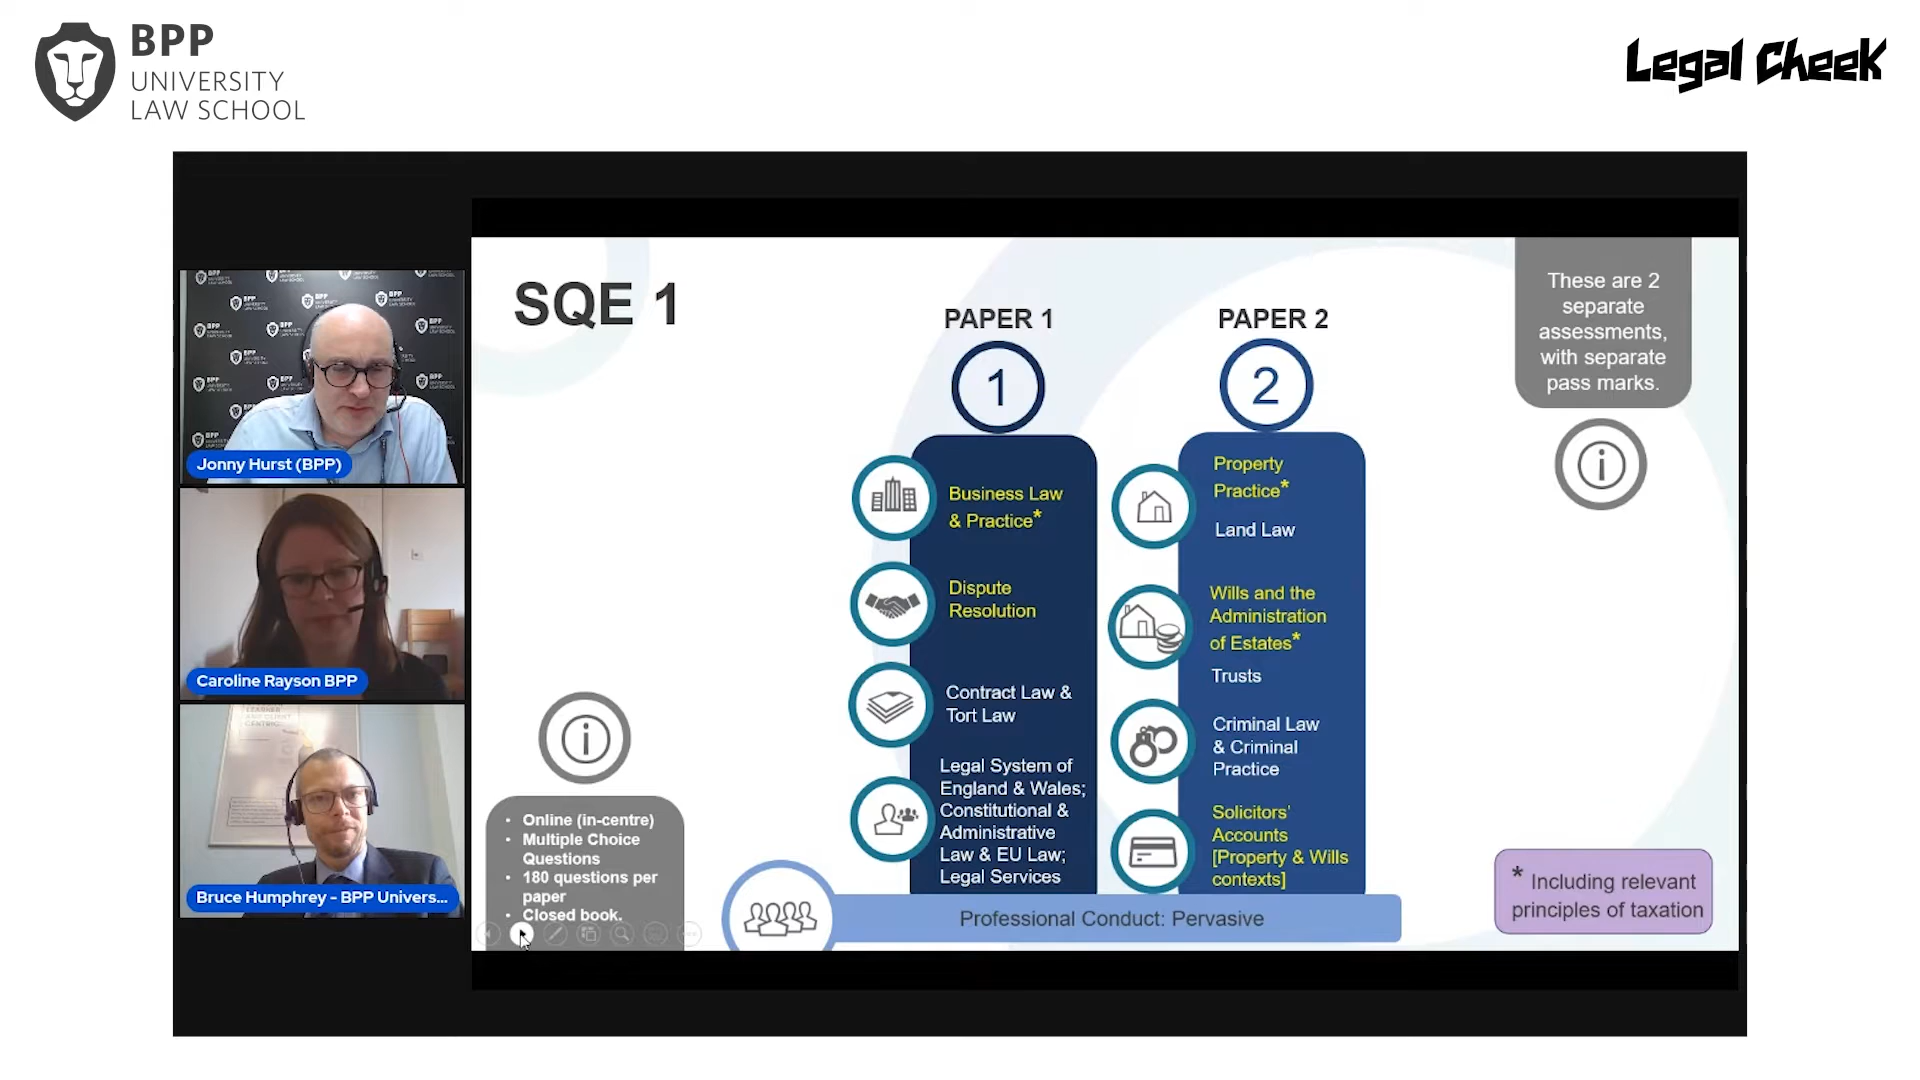 BPP
UNIVERSITY
LAW SCHOOL
Legal Cheek
Jonny Hurst (BPP)
Caroline Rayson BPP
Bruce Humphrey - BPP Univers...
SQE 1
PAPER 1
1
Business Law
& Practice*
Dispute
Resolution
Contract Law &
Tort Law
Legal System of
England & Wales;
Constitutional &
Administrative
Law & EU Law;
Legal Services
PAPER 2
2
Property
Practice*
Land Law
Wills and the
Administration
of Estates*
Trusts
Criminal Law
& Criminal
Practice
Solicitors'
Accounts
[Property & Wills
contexts]
Professional Conduct: Pervasive
These are 2
separate
assessments,
with separate
pass marks.
i
i
• Online (in-centre)
• Multiple Choice
Questions
• 180 questions per
paper
• Closed book.
* Including relevant
principles of taxation